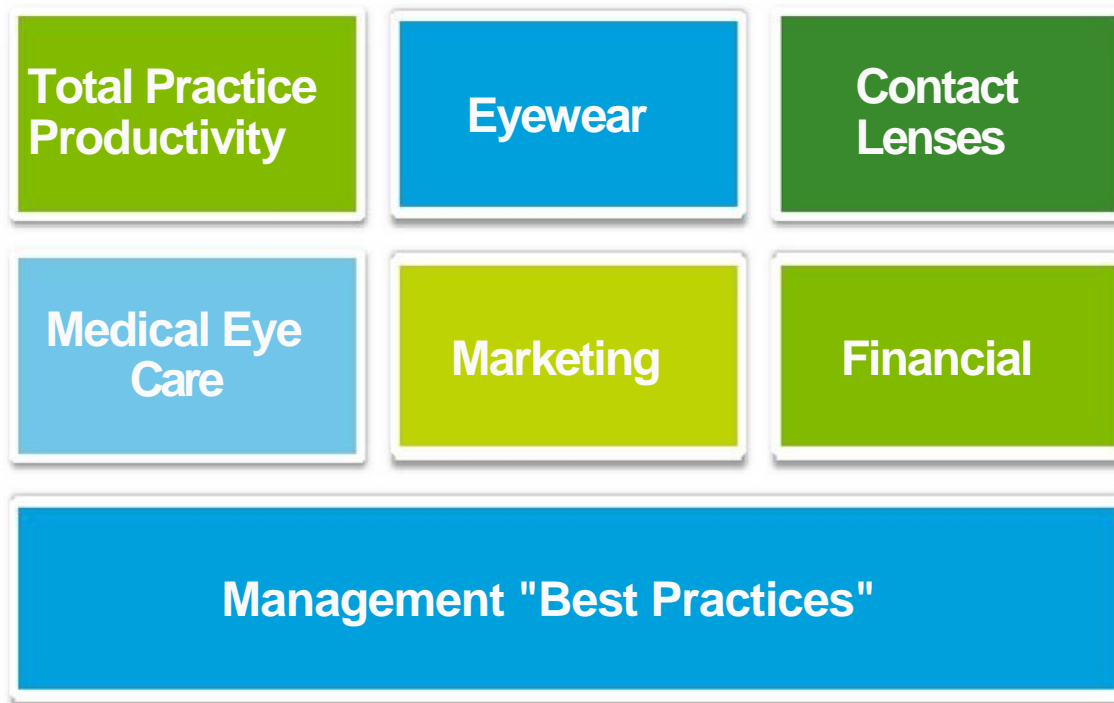 Total Practice
Productivity
Eyewear
Contact
Lenses
Medical Eye
Care
Marketing
Financial
Management "Best Practices"